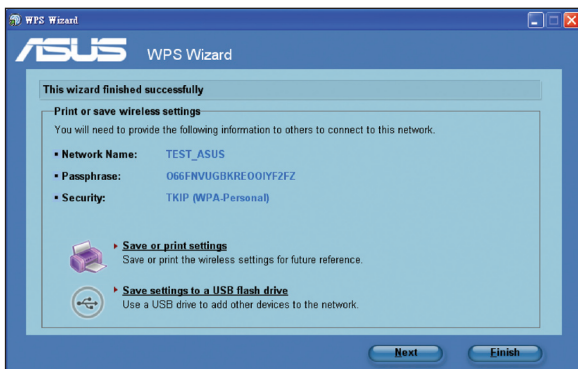 WPS Wizard
ASUS WPS Wizard
This wizard finished successfully
Print or save wireless settings
You will need to provide the following information to others to connect to this network.
▪ Network Name: TEST_ASUS
▪ Passphrase: O66FNVUGBKREOOIYF2FZ
▪ Security: TKIP (WPA-Personal)
Save or print settings
Save or print the wireless settings for future reference.
Save settings to a USB flash drive
Use a USB drive to add other devices to the network.
Next Finish